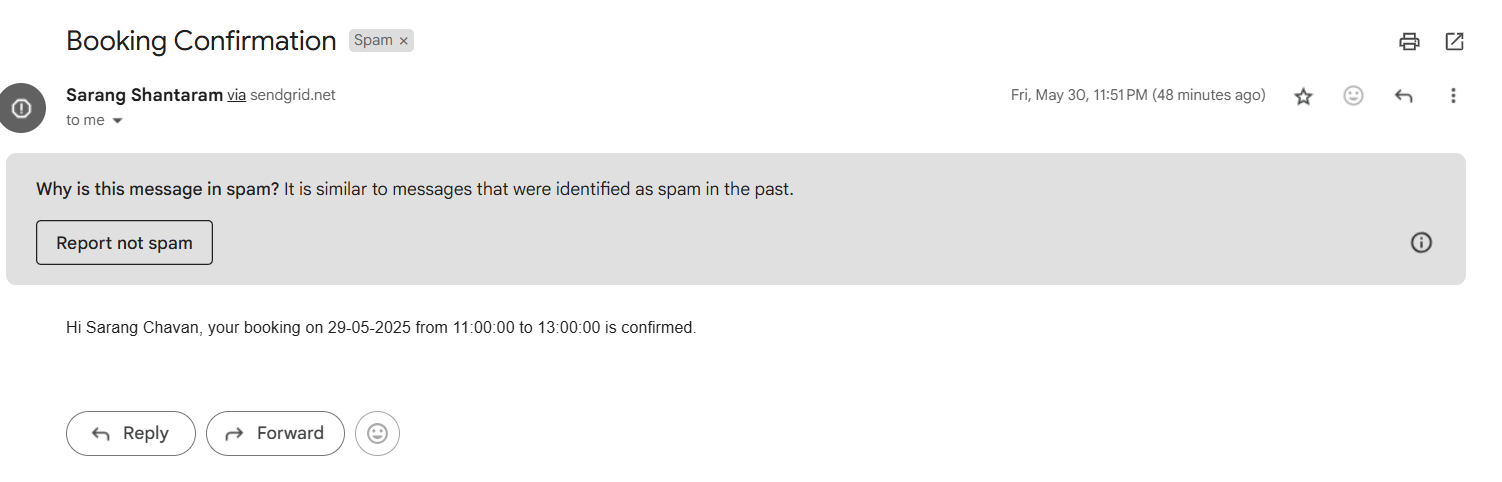 Booking Confirmation Spam ×
Sarang Shantaram via sendgrid.net Fri, May 30, 11:51 PM (48 minutes ago)
to me
Why is this message in spam? It is similar to messages that were identified as spam in the past.
Report not spam
Hi Sarang Chavan, your booking on 29-05-2025 from 11:00:00 to 13:00:00 is confirmed.
Reply Forward